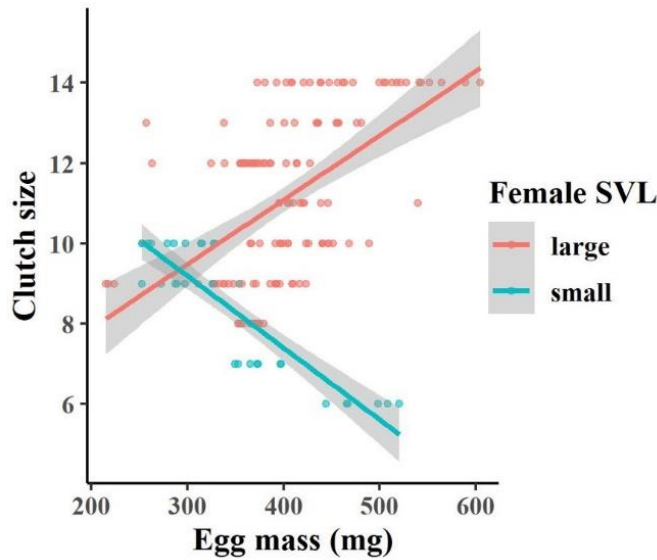 14
12
10
8
6
Clutch size
200 300 400 500 600
Egg mass (mg)
Female SVL
large
small